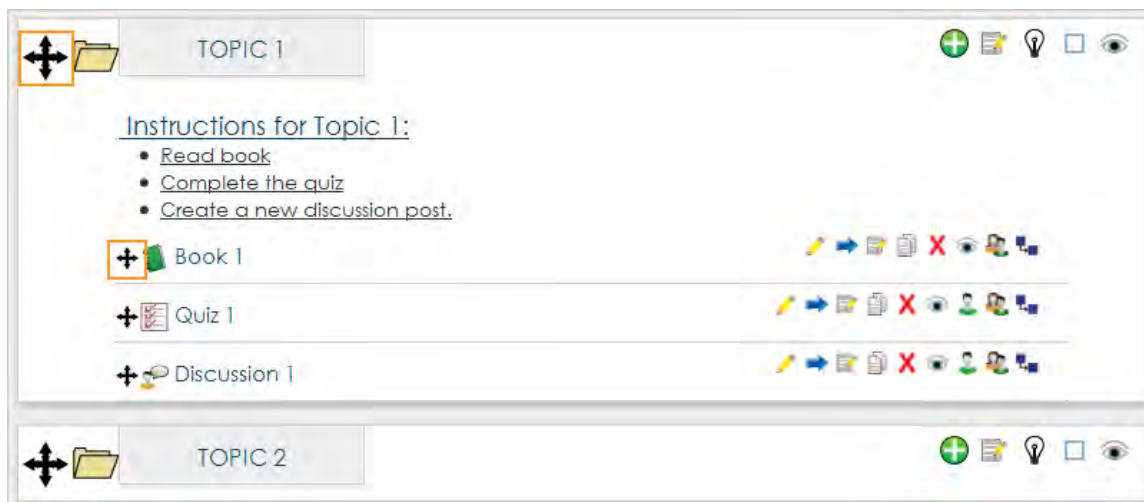 TOPIC 1
Instructions for Topic 1:
Read book
Complete the quiz
Create a new discussion post.
Book 1
Quiz 1
Discussion 1
TOPIC 2